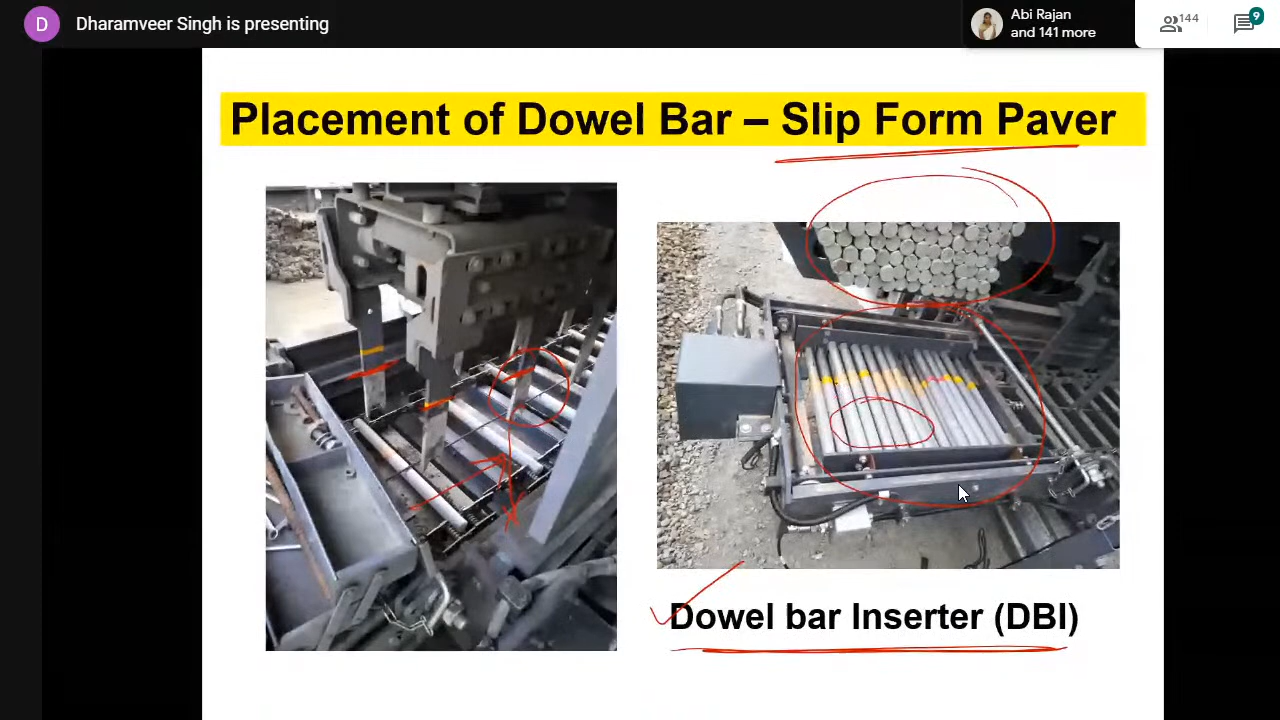 D
Dharamveer Singh is presenting
Abi Rajan
and 141 more
144
9
Placement of Dowel Bar – Slip Form Paver
Dowel bar Inserter (DBI)